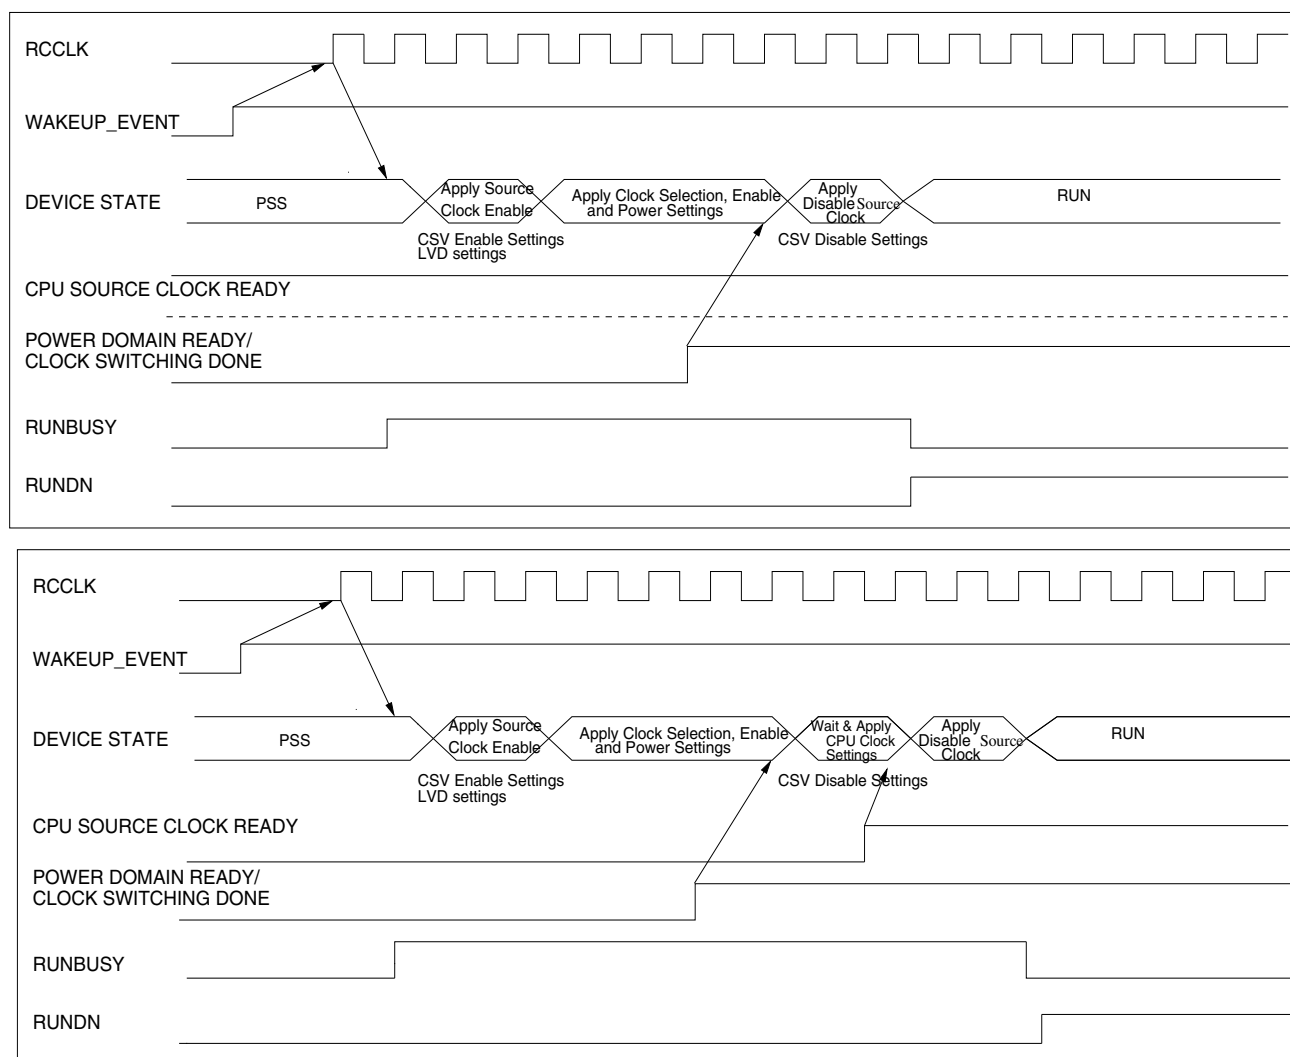 RCCLK
WAKEUP_EVENT
DEVICE STATE
PSS
Apply Source
Clock Enable
Apply Clock Selection, Enable
and Power Settings
Apply
Disable Source
Clock
RUN
CSV Enable Settings
LVD settings
CSV Disable Settings
CPU SOURCE CLOCK READY
POWER DOMAIN READY/
CLOCK SWITCHING DONE
RUNBUSY
RUNDN
RCCLK
WAKEUP_EVENT
DEVICE STATE
PSS
Apply Source
Clock Enable
Apply Clock Selection, Enable
and Power Settings
Wait & Apply
CPU Clock
Settings
Apply
Disable Source
Clock
RUN
CSV Enable Settings
LVD settings
CSV Disable Settings
CPU SOURCE CLOCK READY
POWER DOMAIN READY/
CLOCK SWITCHING DONE
RUNBUSY
RUNDN